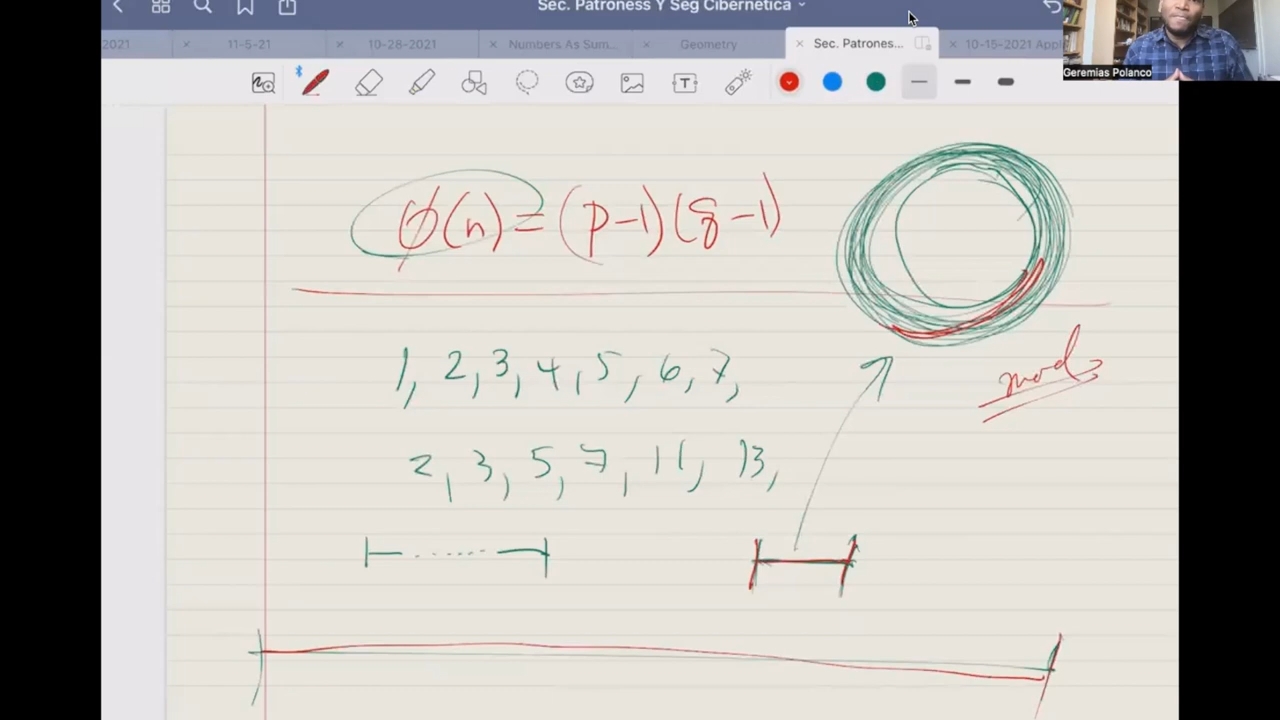 Sec. Patroness Y Seg Cibernetica
2021
11-5-21
10-28-2021
Numbers As Sum...
Geometry
Sec. Patrones...
10-15-2021 Appl
Geremias Polanco
T
φ(n) = (p-1)(q-1)
1, 2, 3, 4, 5, 6, 7,
mod
2, 3, 5, 7, 11, 13,